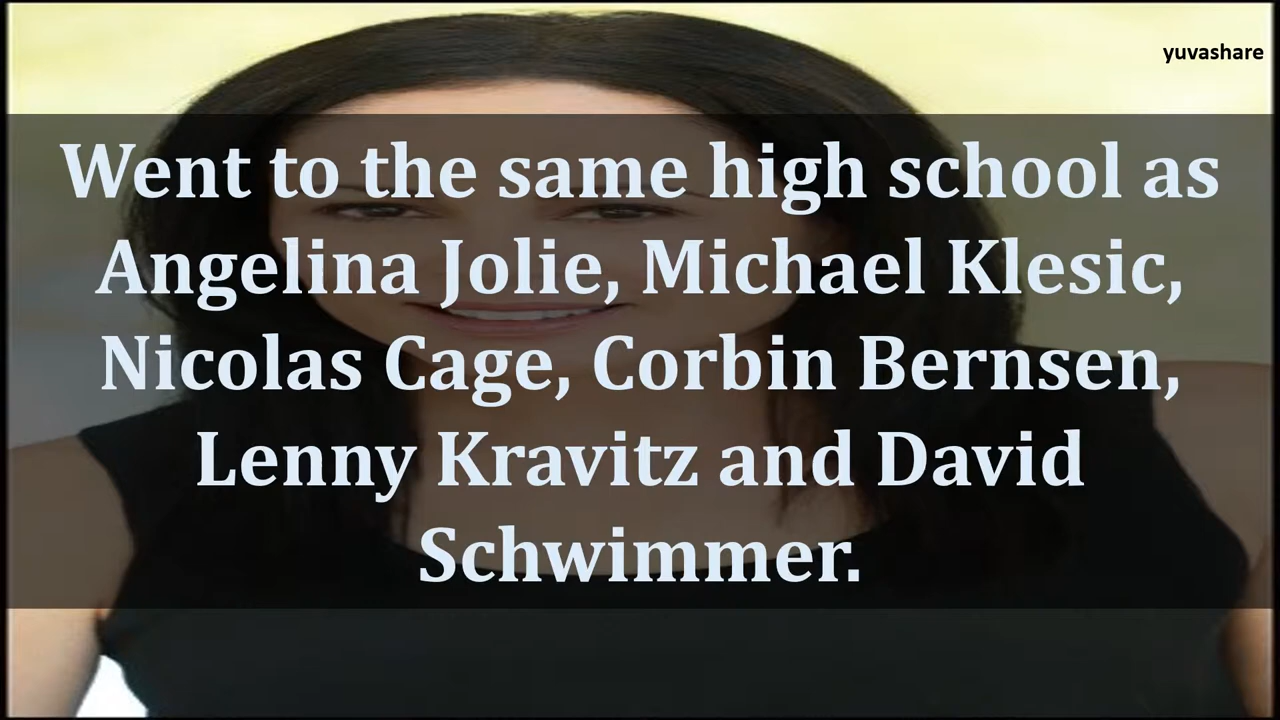 yuvashare
Went to the same high school as
Angelina Jolie, Michael Klesic,
Nicolas Cage, Corbin Bernsen,
Lenny Kravitz and David
Schwimmer.